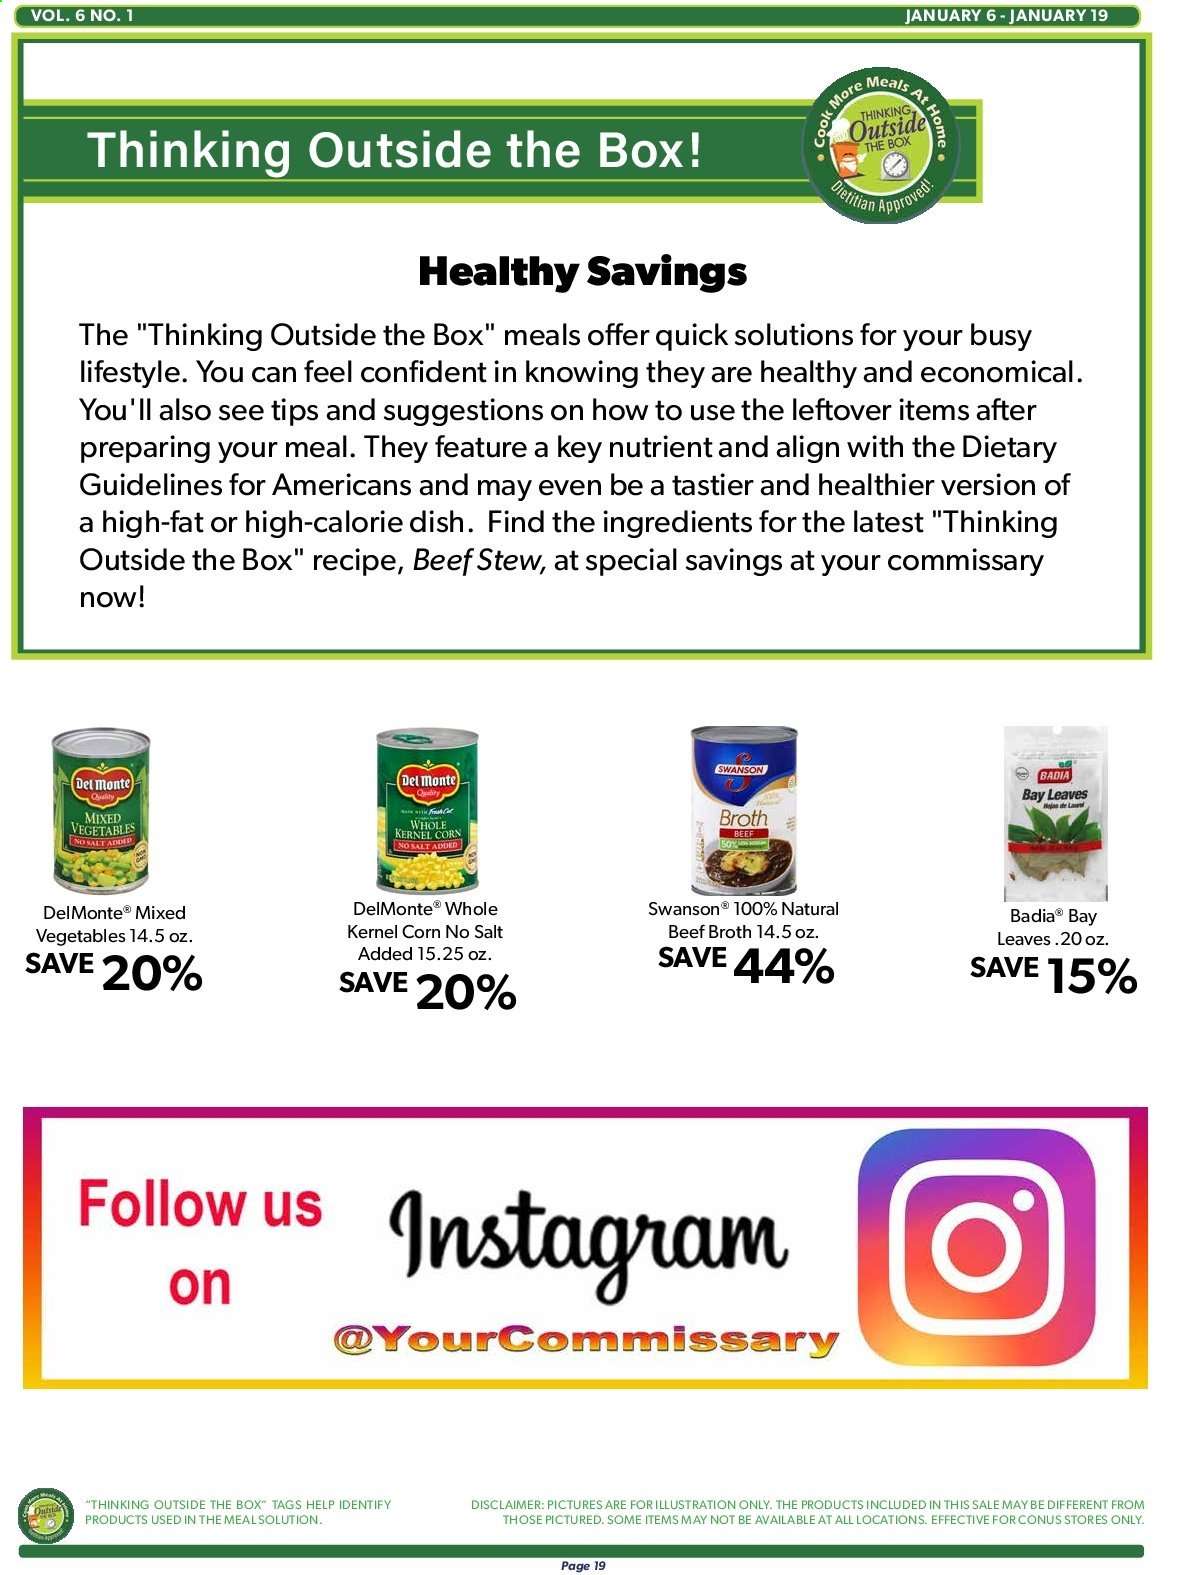 VOL. 6 NO. 1
JANUARY 6 - JANUARY 19
Thinking Outside the Box!
Cook More Meals At Home
THINKING
Outside
THE BOX
Dietitian Approved!
Healthy Savings
The "Thinking Outside the Box" meals offer quick solutions for your busy
lifestyle. You can feel confident in knowing they are healthy and economical.
You'll also see tips and suggestions on how to use the leftover items after
preparing your meal. They feature a key nutrient and align with the Dietary
Guidelines for Americans and may even be a tastier and healthier version of
a high-fat or high-calorie dish. Find the ingredients for the latest "Thinking
Outside the Box" recipe, Beef Stew, at special savings at your commissary
now!
Del Monte
Quality
MIXED
VEGETABLES
NO SALT ADDED
DelMonte® Mixed
Vegetables 14.5 oz.
SAVE 20%
Del Monte
Quality
MADE WITH Fresh Cut
WHOLE
KERNEL CORN
NO SALT ADDED
DelMonte® Whole
Kernel Corn No Salt
Added 15.25 oz.
SAVE 20%
SWANSON
100%
Natural
Broth
BEEF
50%
Swanson® 100% Natural
Beef Broth 14.5 oz.
SAVE 44%
BADIA
Bay Leaves
Hojas de Laurel
Badia® Bay
Leaves .20 oz.
SAVE 15%
Follow us
on
Instagram
@YourCommissary
"THINKING OUTSIDE THE BOX" TAGS HELP IDENTIFY
PRODUCTS USED IN THE MEAL SOLUTION.
DISCLAIMER: PICTURES ARE FOR ILLUSTRATION ONLY. THE PRODUCTS INCLUDED IN THIS SALE MAY BE DIFFERENT FROM
THOSE PICTURED. SOME ITEMS MAY NOT BE AVAILABLE AT ALL LOCATIONS. EFFECTIVE FOR CONUS STORES ONLY.
Page 19